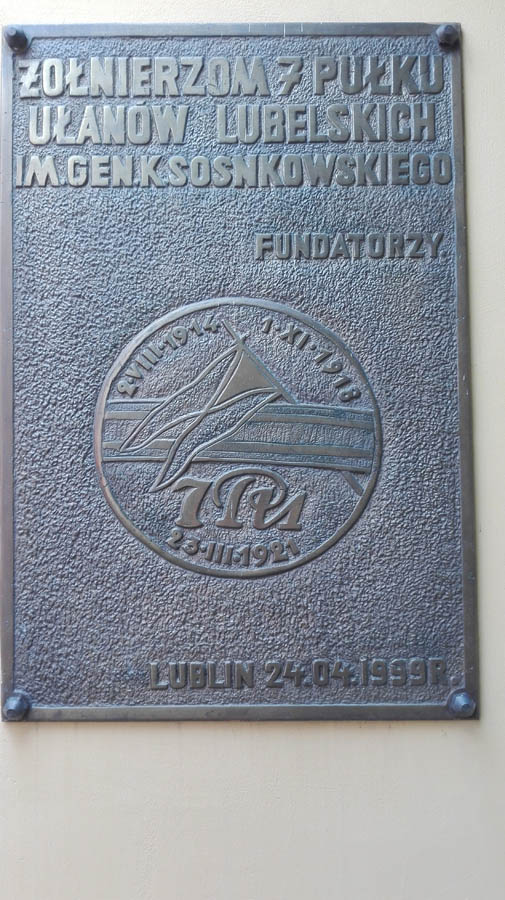 ŻOŁNIERZOM 7 PUŁKU
UŁANÓW LUBELSKICH
IM.GEN.K.SOSNKOWSKIEGO
FUNDATORZY
2·VIII·1914 1·XI·1918
7PU
23·III·1921
LUBLIN 24.04.1999R.